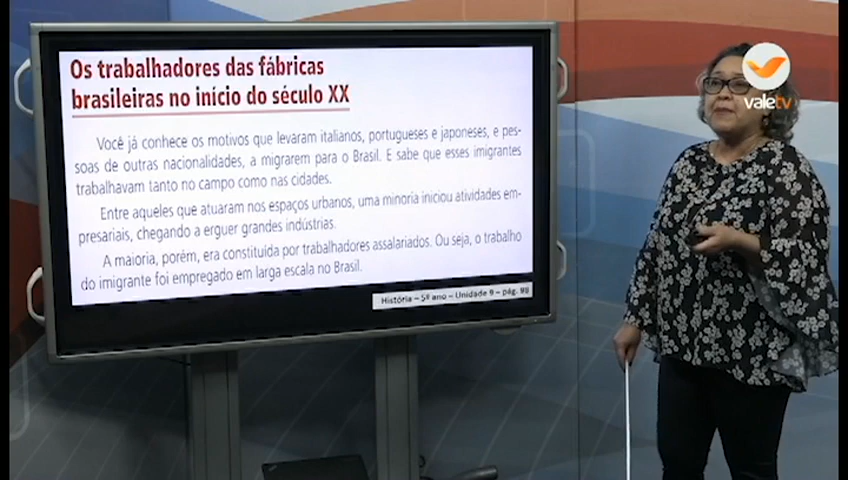 Os trabalhadores das fábricas
brasileiras no início do século XX
Você já conhece os motivos que levaram italianos, portugueses e japoneses, e pes-
soas de outras nacionalidades, a migrarem para o Brasil. E sabe que esses imigrantes
trabalhavam tanto no campo como nas cidades.
Entre aqueles que atuaram nos espaços urbanos, uma minoria iniciou atividades em-
presariais, chegando a erguer grandes indústrias.
A maioria, porém, era constituída por trabalhadores assalariados. Ou seja, o trabalho
do imigrante foi empregado em larga escala no Brasil.
História – 5º ano – Unidade 9 – pág. 98
valetv